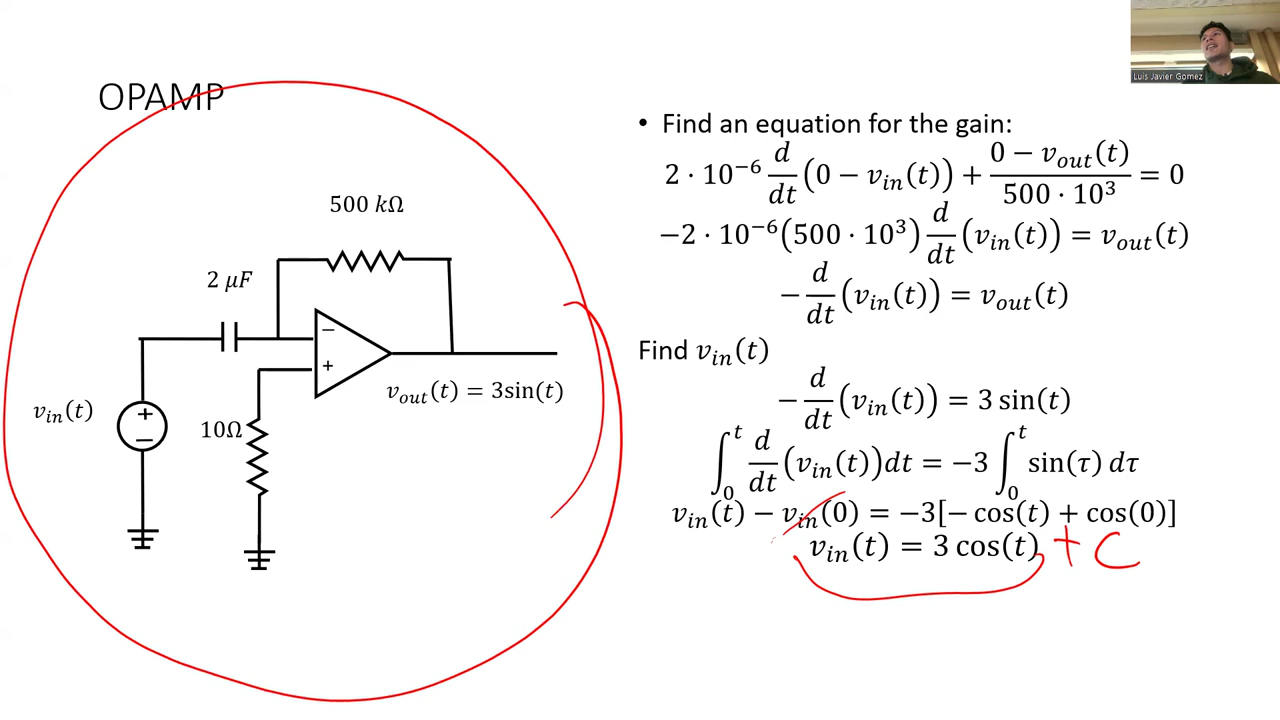 Luis Javier Gomez
OPAMP
500 kΩ
2 μF
v_in(t)
+
−
10Ω
−
+
v_out(t) = 3sin(t)
• Find an equation for the gain:
2 · 10^−6 d/dt (0 − v_in(t)) + (0 − v_out(t))/(500 · 10^3) = 0
−2 · 10^−6(500 · 10^3) d/dt (v_in(t)) = v_out(t)
− d/dt (v_in(t)) = v_out(t)
Find v_in(t)
− d/dt (v_in(t)) = 3 sin(t)
∫_0^t d/dt (v_in(t))dt = −3 ∫_0^t sin(τ) dτ
v_in(t) − v_in(0) = −3[− cos(t) + cos(0)]
v_in(t) = 3 cos(t) + C